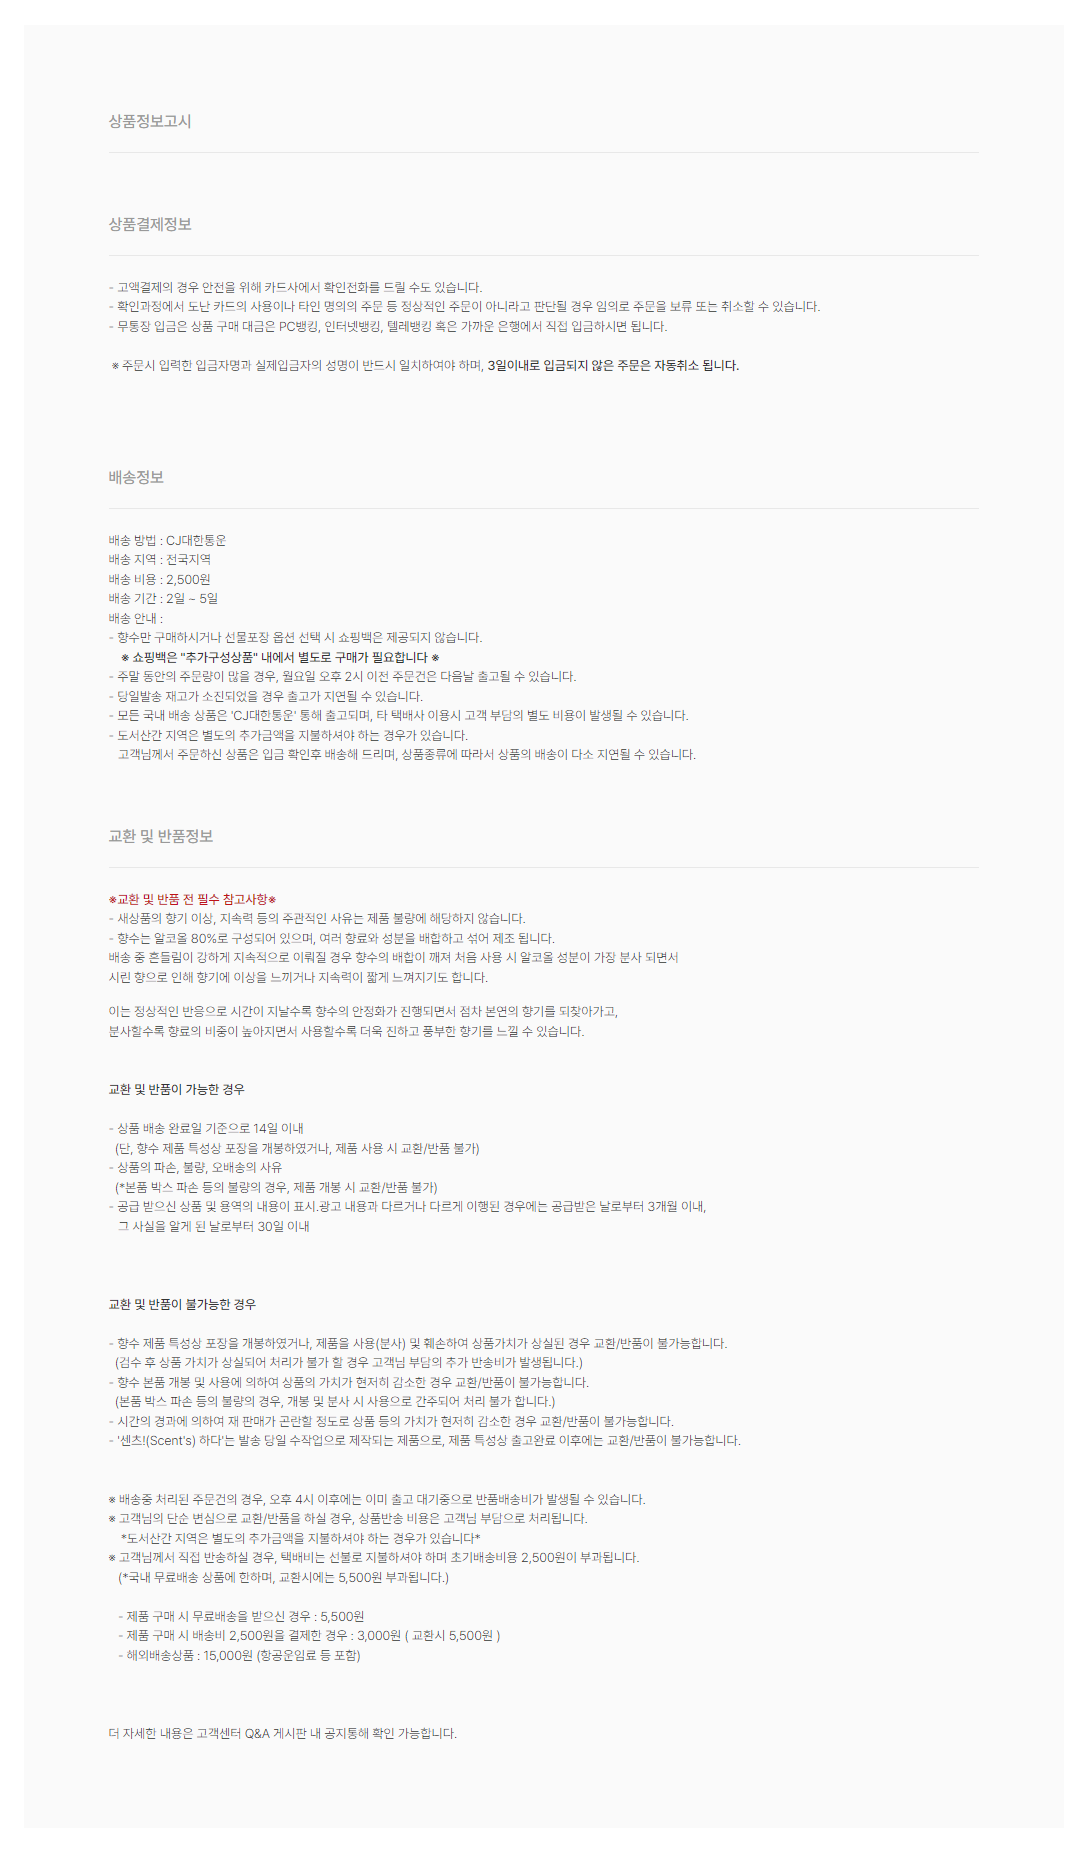 상품정보고시
상품결제정보
- 고액결제의 경우 안전을 위해 카드사에서 확인전화를 드릴 수도 있습니다.
- 확인과정에서 도난 카드의 사용이나 타인 명의의 주문 등 정상적인 주문이 아니라고 판단될 경우 임의로 주문을 보류 또는 취소할 수 있습니다.
- 무통장 입금은 상품 구매 대금은 PC뱅킹, 인터넷뱅킹, 텔레뱅킹 혹은 가까운 은행에서 직접 입금하시면 됩니다.
※ 주문시 입력한 입금자명과 실제입금자의 성명이 반드시 일치하여야 하며, 3일이내로 입금되지 않은 주문은 자동취소 됩니다.
배송정보
배송 방법 : CJ대한통운
배송 지역 : 전국지역
배송 비용 : 2,500원
배송 기간 : 2일 ~ 5일
배송 안내 :
- 향수만 구매하시거나 선물포장 옵션 선택 시 쇼핑백은 제공되지 않습니다.
※ 쇼핑백은 "추가구성상품" 내에서 별도로 구매가 필요합니다 ※
- 주말 동안의 주문량이 많을 경우, 월요일 오후 2시 이전 주문건은 다음날 출고될 수 있습니다.
- 당일발송 재고가 소진되었을 경우 출고가 지연될 수 있습니다.
- 모든 국내 배송 상품은 'CJ대한통운' 통해 출고되며, 타 택배사 이용시 고객 부담의 별도 비용이 발생될 수 있습니다.
- 도서산간 지역은 별도의 추가금액을 지불하셔야 하는 경우가 있습니다.
고객님께서 주문하신 상품은 입금 확인후 배송해 드리며, 상품종류에 따라서 상품의 배송이 다소 지연될 수 있습니다.
교환 및 반품정보
※교환 및 반품 전 필수 참고사항※
- 새상품의 향기 이상, 지속력 등의 주관적인 사유는 제품 불량에 해당하지 않습니다.
- 향수는 알코올 80%로 구성되어 있으며, 여러 향료와 성분을 배합하고 섞어 제조 됩니다.
배송 중 흔들림이 강하게 지속적으로 이뤄질 경우 향수의 배합이 깨져 처음 사용 시 알코올 성분이 가장 분사 되면서
시린 향으로 인해 향기에 이상을 느끼거나 지속력이 짧게 느껴지기도 합니다.
이는 정상적인 반응으로 시간이 지날수록 향수의 안정화가 진행되면서 점차 본연의 향기를 되찾아가고,
분사할수록 향료의 비중이 높아지면서 사용할수록 더욱 진하고 풍부한 향기를 느낄 수 있습니다.
교환 및 반품이 가능한 경우
- 상품 배송 완료일 기준으로 14일 이내
(단, 향수 제품 특성상 포장을 개봉하였거나, 제품 사용 시 교환/반품 불가)
- 상품의 파손, 불량, 오배송의 사유
(*본품 박스 파손 등의 불량의 경우, 제품 개봉 시 교환/반품 불가)
- 공급 받으신 상품 및 용역의 내용이 표시.광고 내용과 다르거나 다르게 이행된 경우에는 공급받은 날로부터 3개월 이내,
그 사실을 알게 된 날로부터 30일 이내
교환 및 반품이 불가능한 경우
- 향수 제품 특성상 포장을 개봉하였거나, 제품을 사용(분사) 및 훼손하여 상품가치가 상실된 경우 교환/반품이 불가능합니다.
(검수 후 상품 가치가 상실되어 처리가 불가 할 경우 고객님 부담의 추가 반송비가 발생됩니다.)
- 향수 본품 개봉 및 사용에 의하여 상품의 가치가 현저히 감소한 경우 교환/반품이 불가능합니다.
(본품 박스 파손 등의 불량의 경우, 개봉 및 분사 시 사용으로 간주되어 처리 불가 합니다.)
- 시간의 경과에 의하여 재 판매가 곤란할 정도로 상품 등의 가치가 현저히 감소한 경우 교환/반품이 불가능합니다.
- '센츠!(Scent's) 하다'는 발송 당일 수작업으로 제작되는 제품으로, 제품 특성상 출고완료 이후에는 교환/반품이 불가능합니다.
※ 배송중 처리된 주문건의 경우, 오후 4시 이후에는 이미 출고 대기중으로 반품배송비가 발생될 수 있습니다.
※ 고객님의 단순 변심으로 교환/반품을 하실 경우, 상품반송 비용은 고객님 부담으로 처리됩니다.
*도서산간 지역은 별도의 추가금액을 지불하셔야 하는 경우가 있습니다*
※ 고객님께서 직접 반송하실 경우, 택배비는 선불로 지불하셔야 하며 초기배송비용 2,500원이 부과됩니다.
(*국내 무료배송 상품에 한하며, 교환시에는 5,500원 부과됩니다.)
- 제품 구매 시 무료배송을 받으신 경우 : 5,500원
- 제품 구매 시 배송비 2,500원을 결제한 경우 : 3,000원 ( 교환시 5,500원 )
- 해외배송상품 : 15,000원 (항공운임료 등 포함)
더 자세한 내용은 고객센터 Q&A 게시판 내 공지통해 확인 가능합니다.